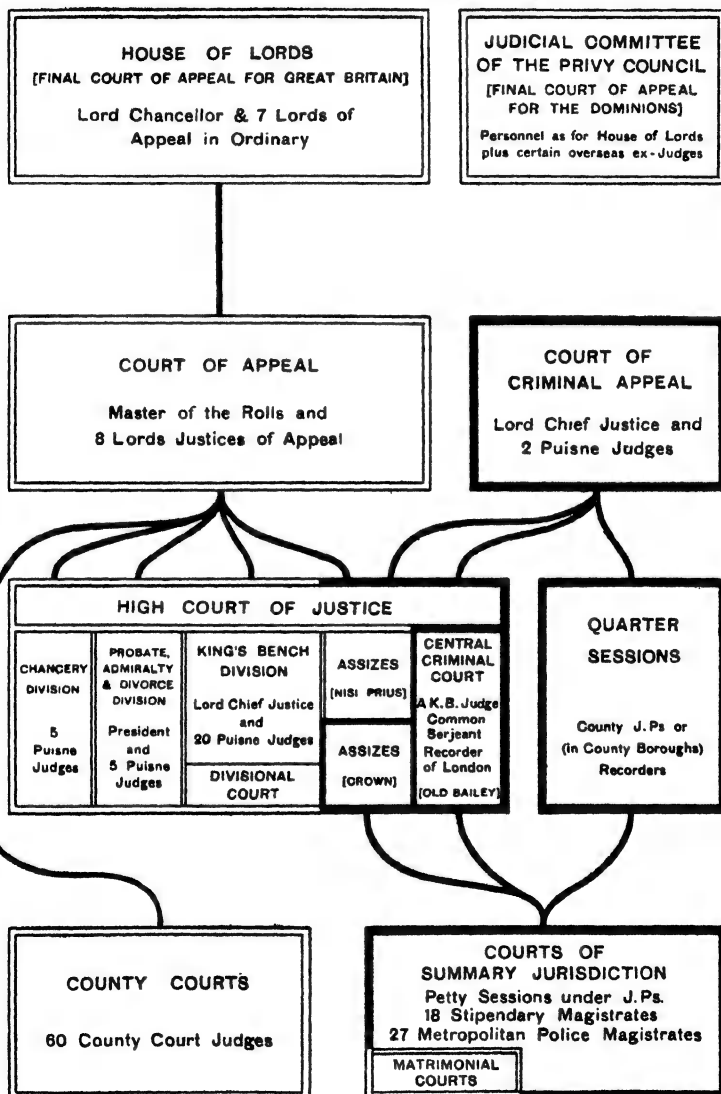 HOUSE OF LORDS
[FINAL COURT OF APPEAL FOR GREAT BRITAIN]
Lord Chancellor & 7 Lords of
Appeal in Ordinary
JUDICIAL COMMITTEE
OF THE PRIVY COUNCIL
[FINAL COURT OF APPEAL
FOR THE DOMINIONS]
Personnel as for House of Lords
plus certain overseas ex-Judges
COURT OF APPEAL
Master of the Rolls and
8 Lords Justices of Appeal
COURT OF
CRIMINAL APPEAL
Lord Chief Justice and
2 Puisne Judges
HIGH COURT OF JUSTICE
CHANCERY
DIVISION
5
Puisne
Judges
PROBATE,
ADMIRALTY
& DIVORCE
DIVISION
President
and
5 Puisne
Judges
KING'S BENCH
DIVISION
Lord Chief Justice
and
20 Puisne Judges
DIVISIONAL
COURT
ASSIZES
[NISI PRIUS]
ASSIZES
[CROWN]
CENTRAL
CRIMINAL
COURT
A K.B. Judge
Common
Serjeant
Recorder
of London
[OLD BAILEY]
QUARTER
SESSIONS
County J.Ps or
(in County Boroughs)
Recorders
COUNTY COURTS
60 County Court Judges
COURTS OF
SUMMARY JURISDICTION
Petty Sessions under J.Ps.
18 Stipendary Magistrates
27 Metropolitan Police Magistrates
MATRIMONIAL
COURTS